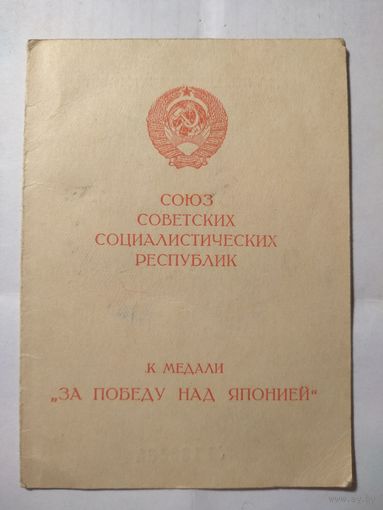 СОЮЗ
СОВЕТСКИХ
СОЦИАЛИСТИЧЕСКИХ
РЕСПУБЛИК
К МЕДАЛИ
„ЗА ПОБЕДУ НАД ЯПОНИЕЙ“